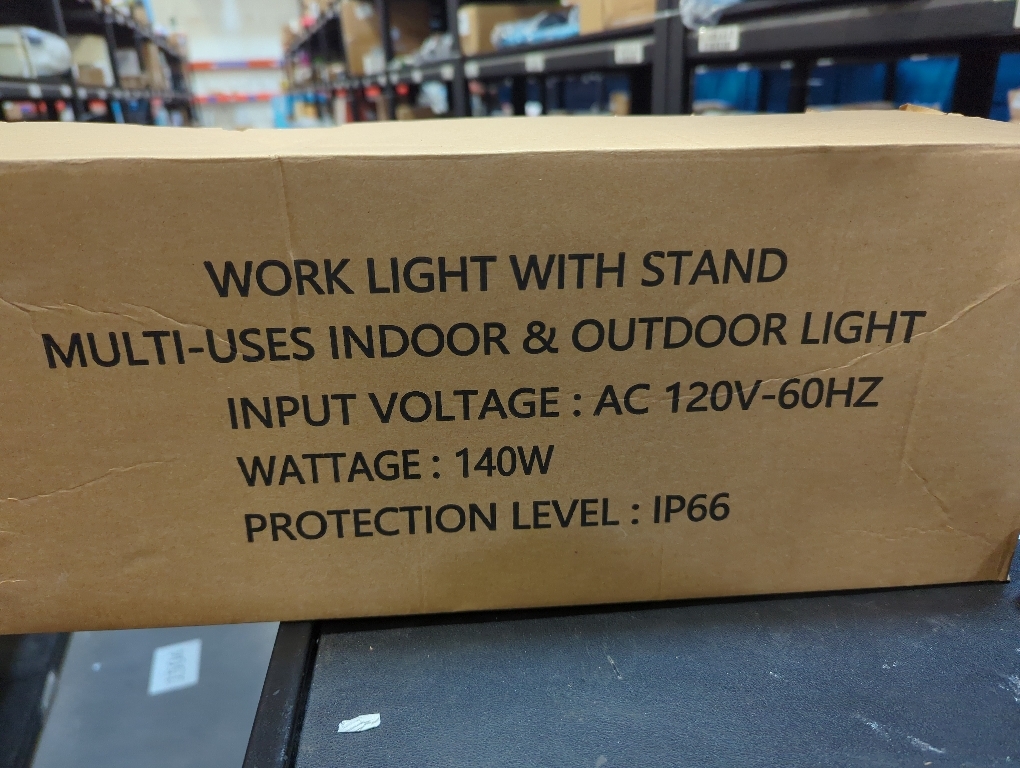 WORK LIGHT WITH STAND
MULTI-USES INDOOR & OUTDOOR LIGHT
INPUT VOLTAGE : AC 120V-60HZ
WATTAGE : 140W
PROTECTION LEVEL : IP66